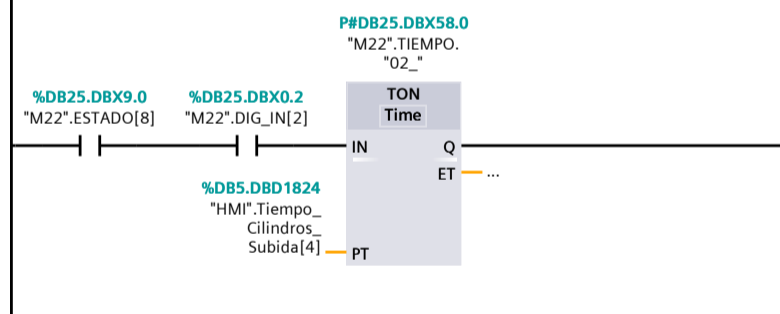 P#DB25.DBX58.0
"M22".TIEMPO.
"02_"
%DB25.DBX9.0
"M22".ESTADO[8]
%DB25.DBX0.2
"M22".DIG_IN[2]
TON
Time
IN
Q
ET
...
%DB5.DBD1824
"HMI".Tiempo_
Cilindros_
Subida[4]
PT